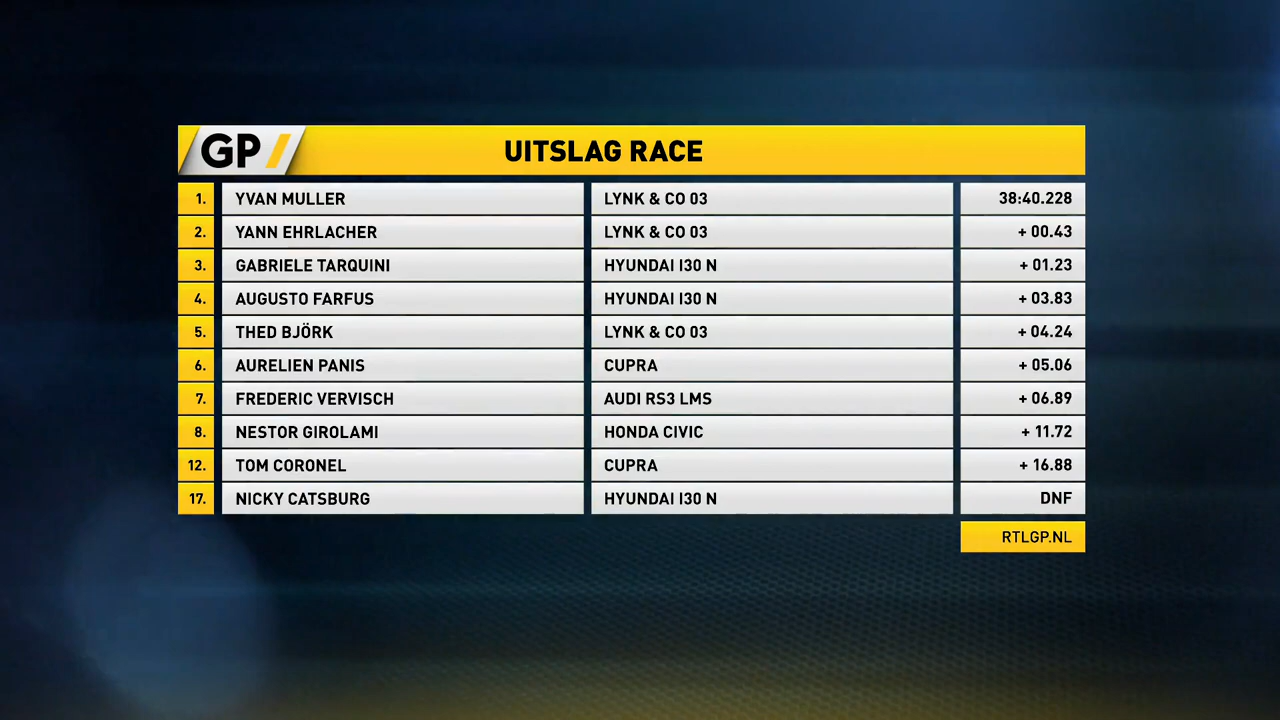 GP/ UITSLAG RACE
1. YVAN MULLER LYNK & CO 03 38:40.228
2. YANN EHRLACHER LYNK & CO 03 + 00.43
3. GABRIELE TARQUINI HYUNDAI I30 N + 01.23
4. AUGUSTO FARFUS HYUNDAI I30 N + 03.83
5. THED BJÖRK LYNK & CO 03 + 04.24
6. AURELIEN PANIS CUPRA + 05.06
7. FREDERIC VERVISCH AUDI RS3 LMS + 06.89
8. NESTOR GIROLAMI HONDA CIVIC + 11.72
12. TOM CORONEL CUPRA + 16.88
17. NICKY CATSBURG HYUNDAI I30 N DNF
RTLGP.NL